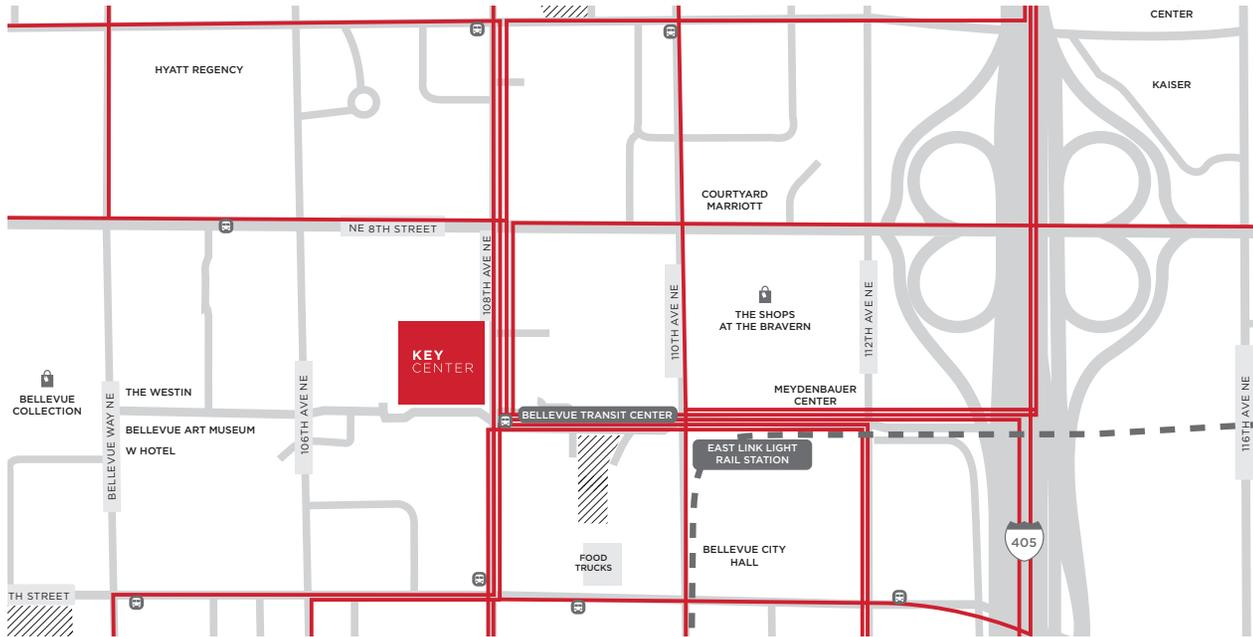 CENTER
HYATT REGENCY
KAISER
COURTYARD
MARRIOTT
NE 8TH STREET
108TH AVE NE
110TH AVE NE
112TH AVE NE
THE SHOPS
AT THE BRAVERN
KEY
CENTER
BELLEVUE
COLLECTION
THE WESTIN
MEYDENBAUER
CENTER
BELLEVUE WAY NE
106TH AVE NE
116TH AVE NE
BELLEVUE TRANSIT CENTER
BELLEVUE ART MUSEUM
W HOTEL
EAST LINK LIGHT
RAIL STATION
405
BELLEVUE CITY
HALL
FOOD
TRUCKS
TH STREET